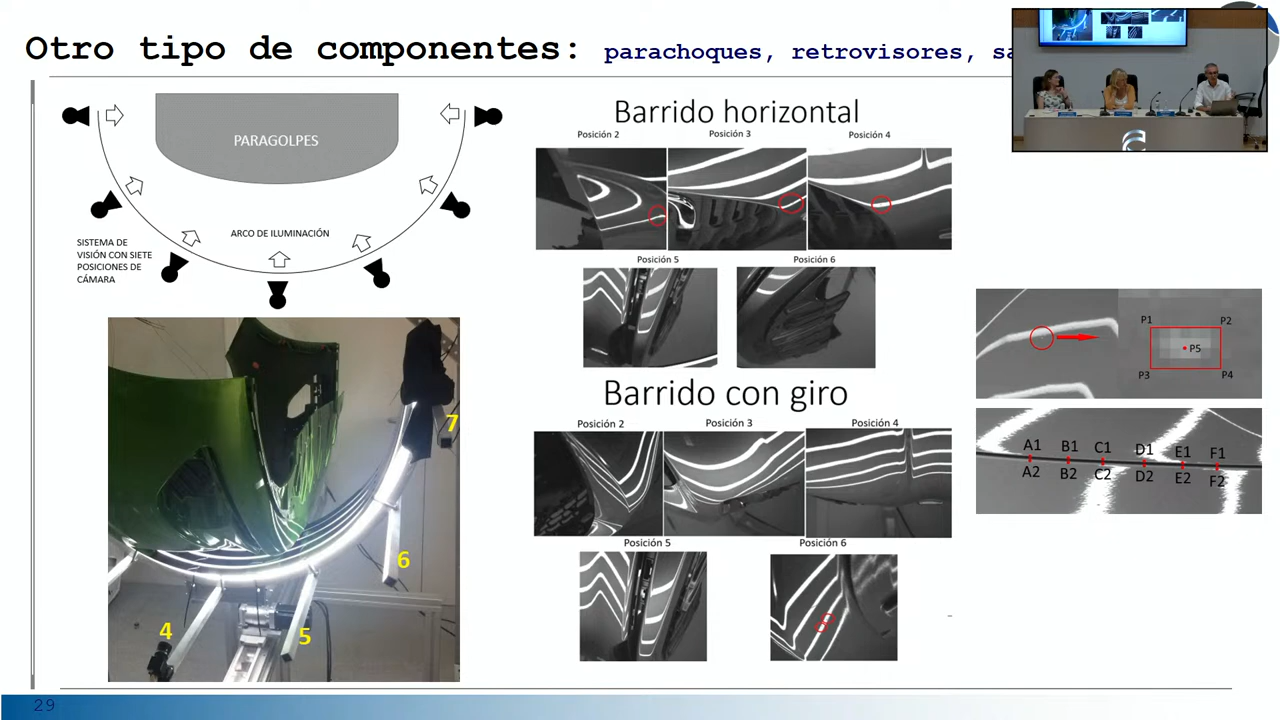 Otro tipo de componentes: parachoques, retrovisores,
PARAGOLPES
ARCO DE ILUMINACIÓN
SISTEMA DE
VISIÓN CON SIETE
POSICIONES DE
CÁMARA
7
6
5
4
Barrido horizontal
Posición 2
Posición 3
Posición 4
Posición 5
Posición 6
Barrido con giro
Posición 2
Posición 3
Posición 4
Posición 5
Posición 6
P1
P2
P5
P3
P4
A1 B1 C1 D1 E1 F1
A2 B2 C2 D2 E2 F2
29